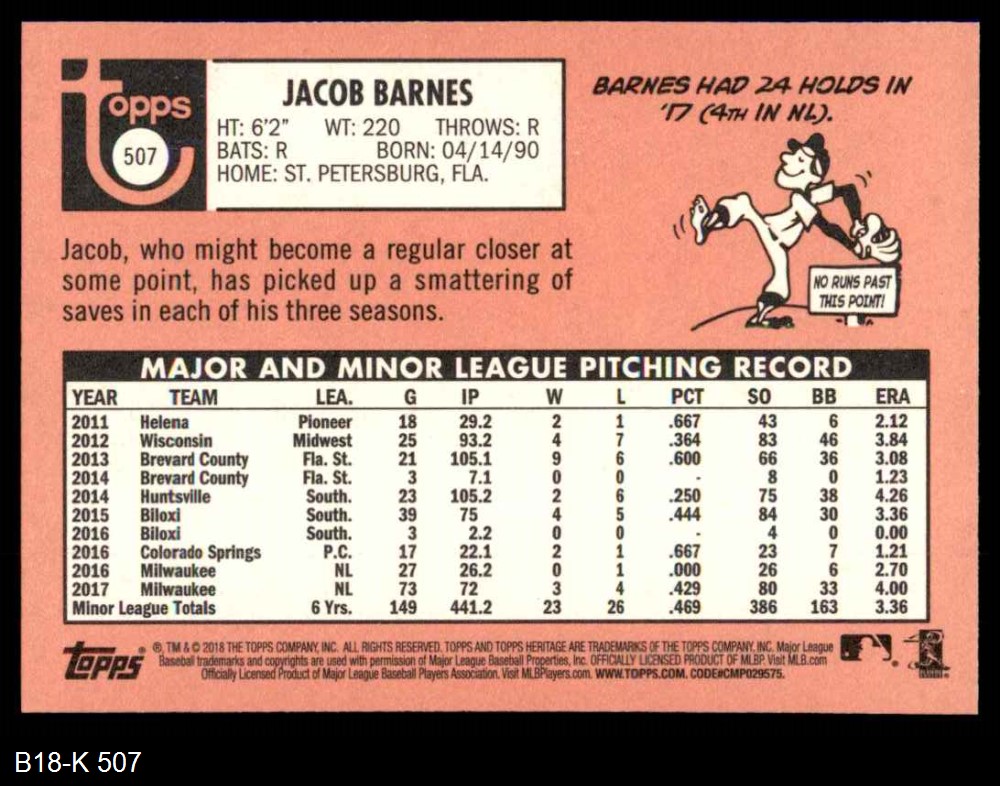 topps
507
JACOB BARNES
HT: 6'2" WT: 220 THROWS: R
BATS: R BORN: 04/14/90
HOME: ST. PETERSBURG, FLA.
BARNES HAD 24 HOLDS IN
'17 (4TH IN NL).
NO RUNS PAST
THIS POINT!
Jacob, who might become a regular closer at
some point, has picked up a smattering of
saves in each of his three seasons.
MAJOR AND MINOR LEAGUE PITCHING RECORD
YEAR TEAM LEA. G IP W L PCT SO BB ERA
2011 Helena Pioneer 18 29.2 2 1 .667 43 6 2.12
2012 Wisconsin Midwest 25 93.2 4 7 .364 83 46 3.84
2013 Brevard County Fla. St. 21 105.1 9 6 .600 66 36 3.08
2014 Brevard County Fla. St. 3 7.1 0 0 - 8 0 1.23
2014 Huntsville South. 23 105.2 2 6 .250 75 38 4.26
2015 Biloxi South. 39 75 4 5 .444 84 30 3.36
2016 Biloxi South. 3 2.2 0 0 - 4 0 0.00
2016 Colorado Springs P.C. 17 22.1 2 1 .667 23 7 1.21
2016 Milwaukee NL 27 26.2 0 1 .000 26 6 2.70
2017 Milwaukee NL 73 72 3 4 .429 80 33 4.00
Minor League Totals 6 Yrs. 149 441.2 23 26 .469 386 163 3.36
topps
®, TM & © 2018 THE TOPPS COMPANY, INC. ALL RIGHTS RESERVED. TOPPS AND TOPPS HERITAGE ARE TRADEMARKS OF THE TOPPS COMPANY, INC. Major League
Baseball trademarks and copyrights are used with permission of Major League Baseball Properties, Inc. OFFICIALLY LICENSED PRODUCT OF MLBP. Visit MLB.com
Officially Licensed Product of Major League Baseball Players Association. Visit MLBPlayers.com. WWW.TOPPS.COM. CODE#CMP029575.
B18-K 507